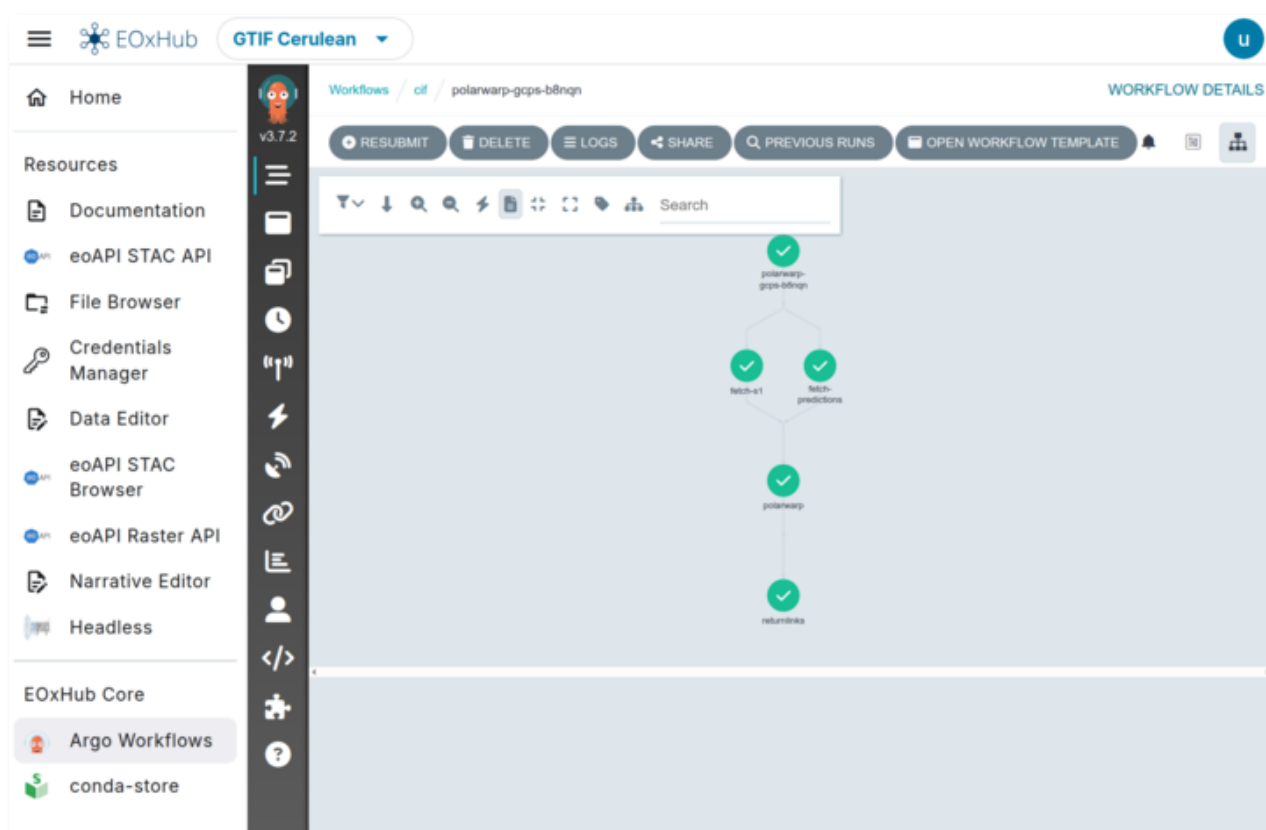 EOxHub
GTIF Cerulean
u
Home
Resources
Documentation
eoAPI STAC API
File Browser
Credentials
Manager
Data Editor
eoAPI STAC
Browser
eoAPI Raster API
Narrative Editor
Headless
EOxHub Core
Argo Workflows
conda-store
v3.7.2
Workflows / cif / polarwarp-gcps-b8nqn
WORKFLOW DETAILS
RESUBMIT
DELETE
LOGS
SHARE
PREVIOUS RUNS
OPEN WORKFLOW TEMPLATE
Search
polarwarp-
gcps-b8nqn
fetch-s1
fetch-
predictions
polarwarp
returnlinks